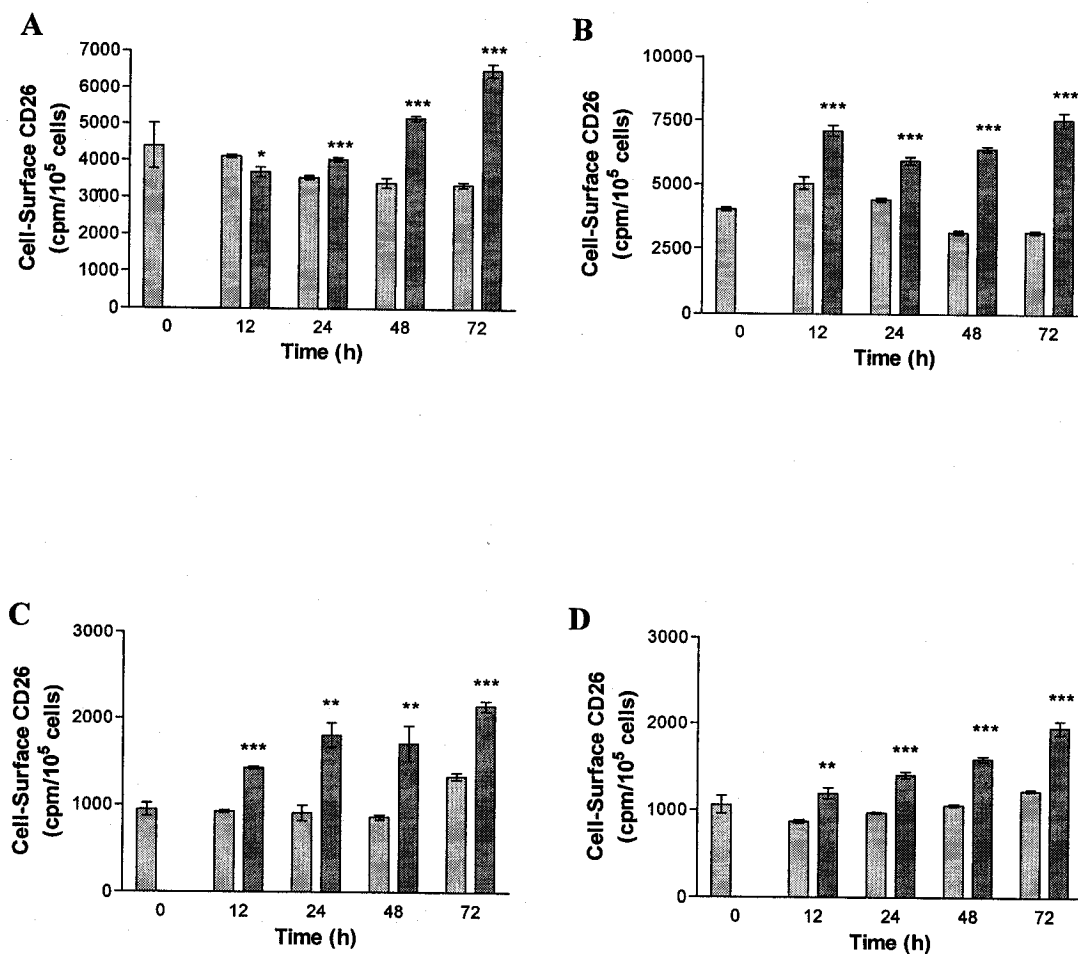 A
Cell-Surface CD26
(cpm/10⁵ cells)
7000
6000
5000
4000
3000
2000
1000
0
*
***
***
***
0 12 24 48 72
Time (h)
B
Cell-Surface CD26
(cpm/10⁵ cells)
10000
7500
5000
2500
0
***
***
***
***
0 12 24 48 72
Time (h)
C
Cell-Surface CD26
(cpm/10⁵ cells)
3000
2000
1000
0
***
**
**
***
0 12 24 48 72
Time (h)
D
Cell-Surface CD26
(cpm/10⁵ cells)
3000
2000
1000
0
**
***
***
***
0 12 24 48 72
Time (h)